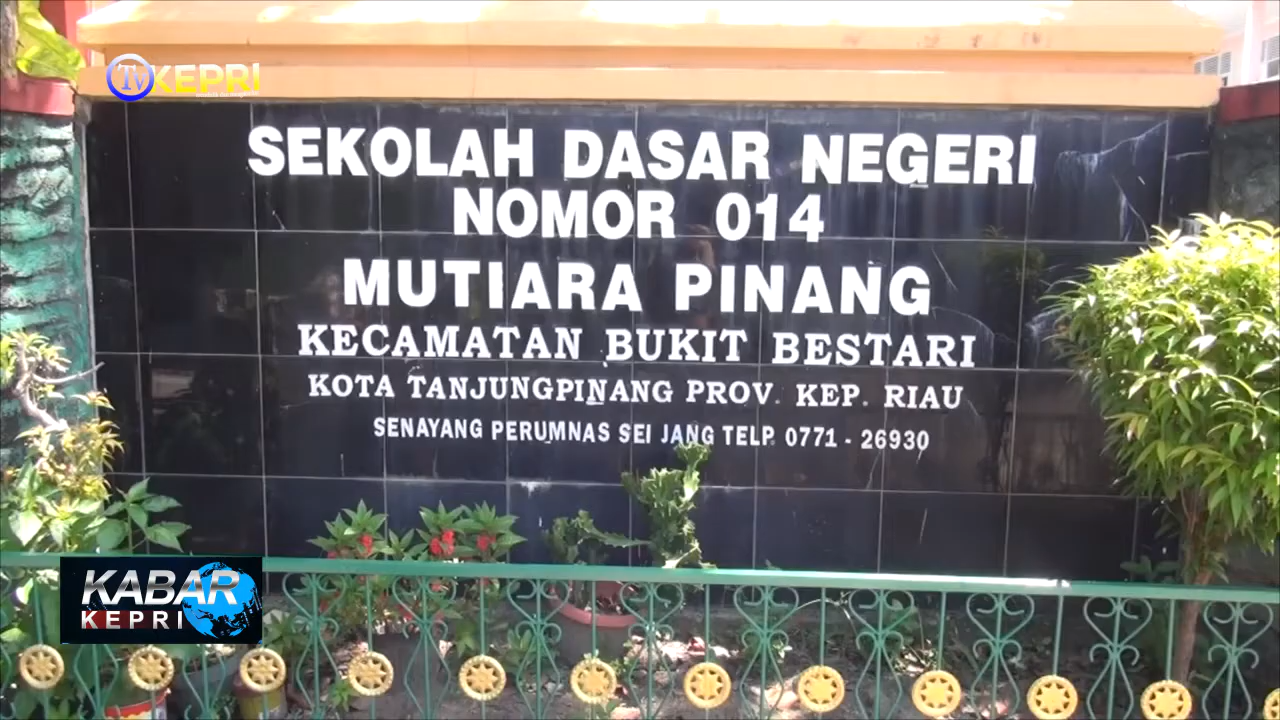 TV KEPRI
SEKOLAH DASAR NEGERI
NOMOR 014
MUTIARA PINANG
KECAMATAN BUKIT BESTARI
KOTA TANJUNGPINANG PROV. KEP. RIAU
SENAYANG PERUMNAS SEI JANG TELP. 0771 - 26930
KABAR
KEPRI